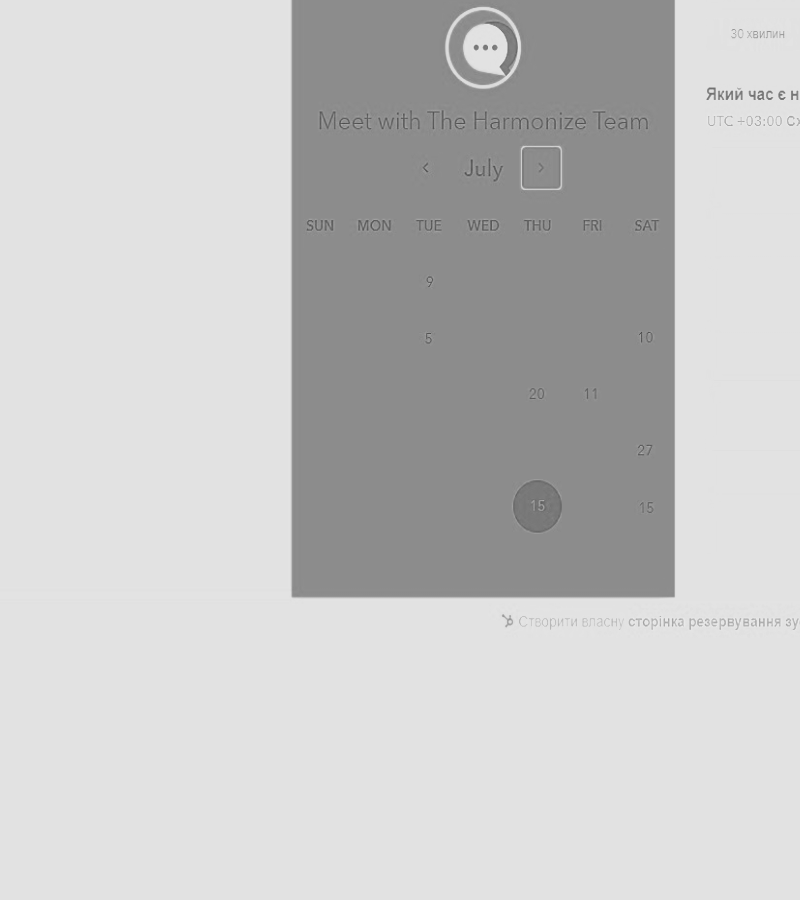 30 хвилин
Meet with The Harmonize Team
Який час є н
UTC +03:00 Сх
July
SUN MON TUE WED THU FRI SAT
9
5 10
20 11
27
15 15
Створити власну сторінка резервування зу